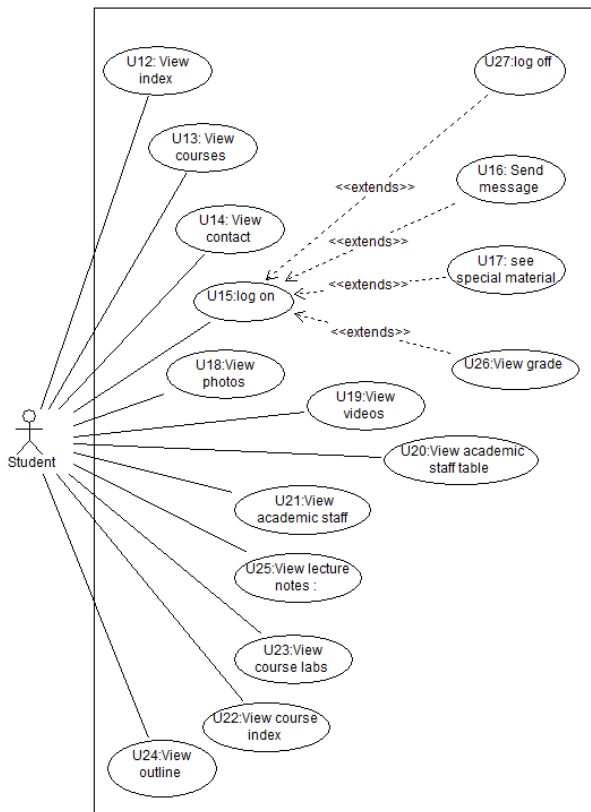 U12: View
index
U27:log off
U13: View
courses
U16: Send
message
<<extends>>
U14: View
contact
<<extends>>
U17: see
special material
<<extends>>
U15:log on
<<extends>>
U26:View grade
U18:View
photos
U19:View
videos
Student
U20:View academic
staff table
U21:View
academic staff
U25:View lecture
notes :
U23:View
course labs
U22:View course
index
U24:View
outline